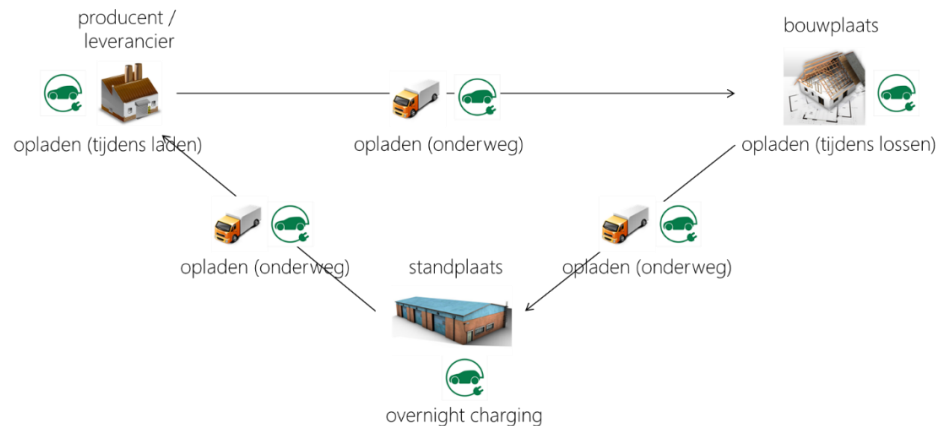 producent /
leverancier
bouwplaats
opladen (tijdens laden)
opladen (onderweg)
opladen (tijdens lossen)
opladen (onderweg)
standplaats
opladen (onderweg)
overnight charging